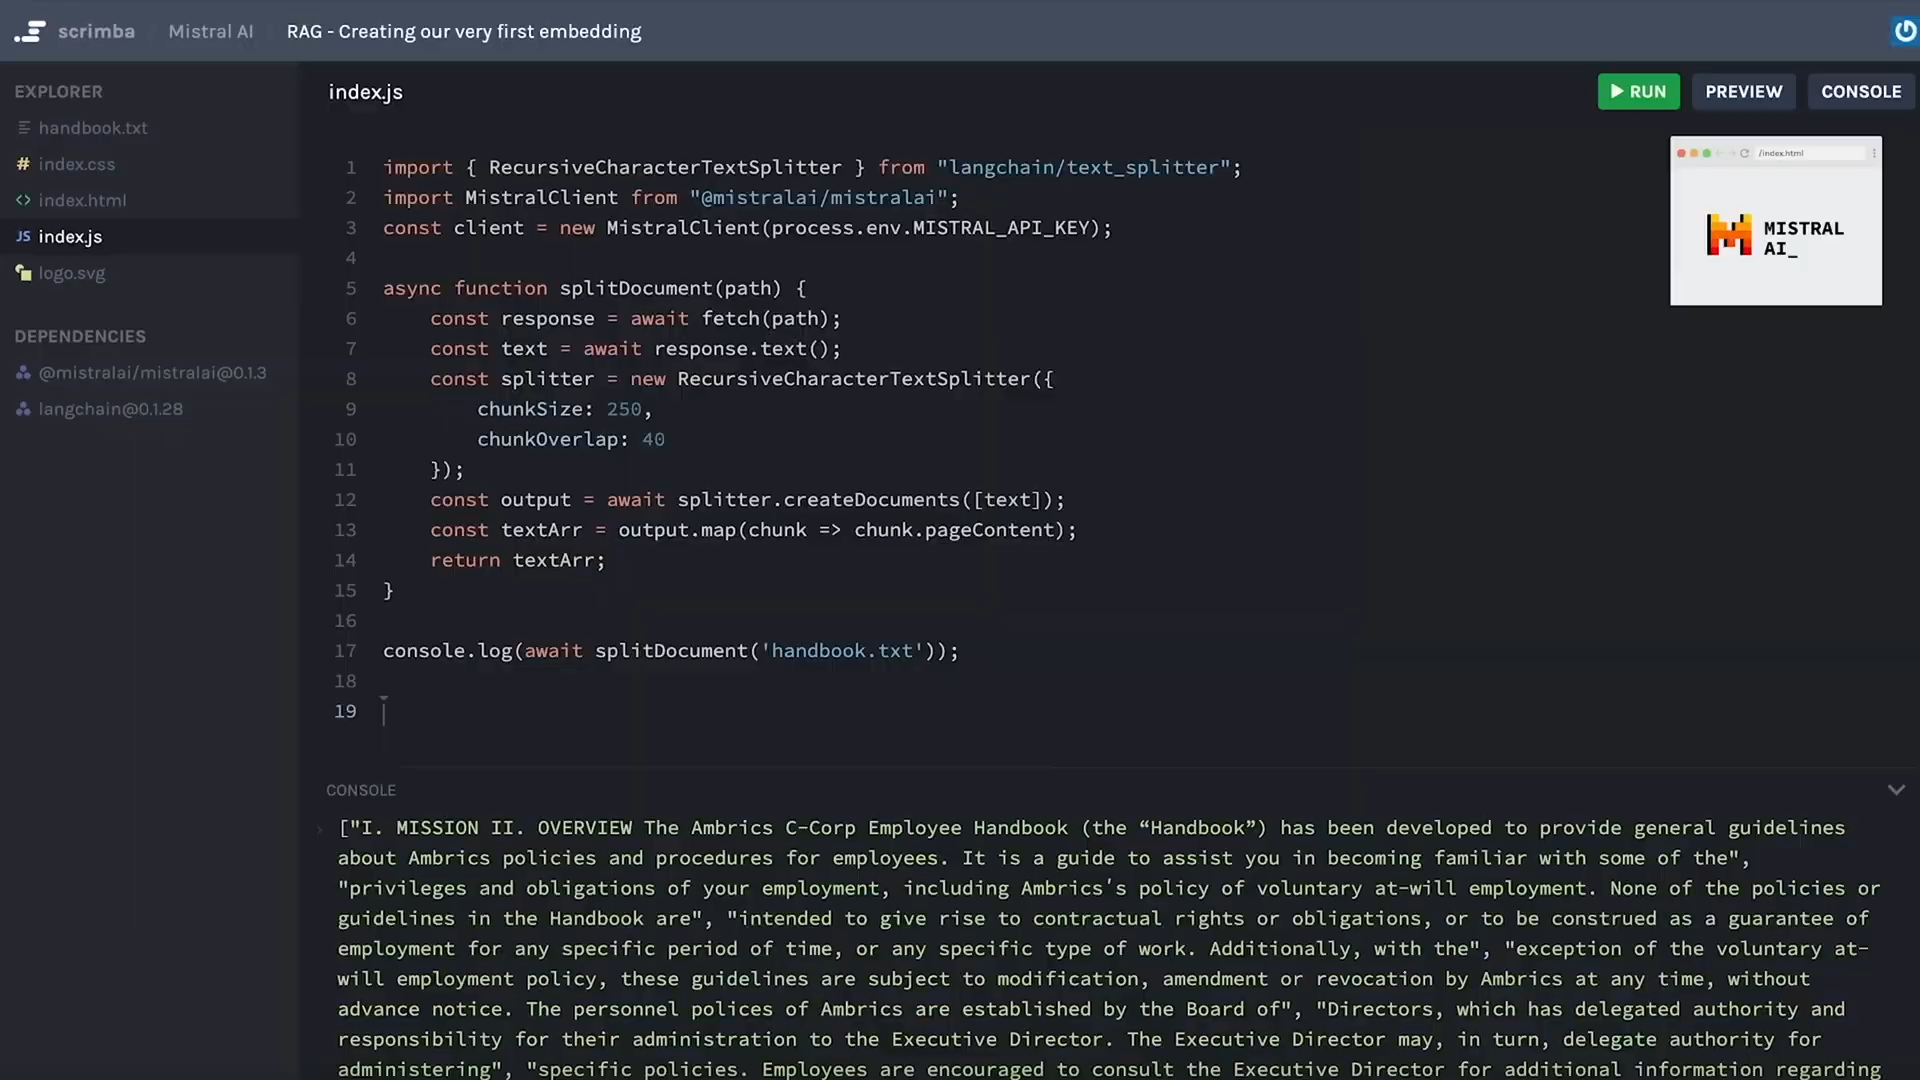 scrimba / Mistral AI / RAG - Creating our very first embedding
EXPLORER
handbook.txt
index.css
index.html
index.js
logo.svg
DEPENDENCIES
@mistralai/mistralai@0.1.3
langchain@0.1.28
index.js
RUN
PREVIEW
CONSOLE
1 import { RecursiveCharacterTextSplitter } from "langchain/text_splitter";
2 import MistralClient from "@mistralai/mistralai";
3 const client = new MistralClient(process.env.MISTRAL_API_KEY);
4
5 async function splitDocument(path) {
6     const response = await fetch(path);
7     const text = await response.text();
8     const splitter = new RecursiveCharacterTextSplitter({
9         chunkSize: 250,
10         chunkOverlap: 40
11     });
12     const output = await splitter.createDocuments([text]);
13     const textArr = output.map(chunk => chunk.pageContent);
14     return textArr;
15 }
16
17 console.log(await splitDocument('handbook.txt'));
18
19
/index.html
MISTRAL
AI_
CONSOLE
["I. MISSION II. OVERVIEW The Ambrics C-Corp Employee Handbook (the “Handbook”) has been developed to provide general guidelines
about Ambrics policies and procedures for employees. It is a guide to assist you in becoming familiar with some of the",
"privileges and obligations of your employment, including Ambrics's policy of voluntary at-will employment. None of the policies or
guidelines in the Handbook are", "intended to give rise to contractual rights or obligations, or to be construed as a guarantee of
employment for any specific period of time, or any specific type of work. Additionally, with the", "exception of the voluntary at-
will employment policy, these guidelines are subject to modification, amendment or revocation by Ambrics at any time, without
advance notice. The personnel polices of Ambrics are established by the Board of", "Directors, which has delegated authority and
responsibility for their administration to the Executive Director. The Executive Director may, in turn, delegate authority for
administering", "specific policies. Employees are encouraged to consult the Executive Director for additional information regarding